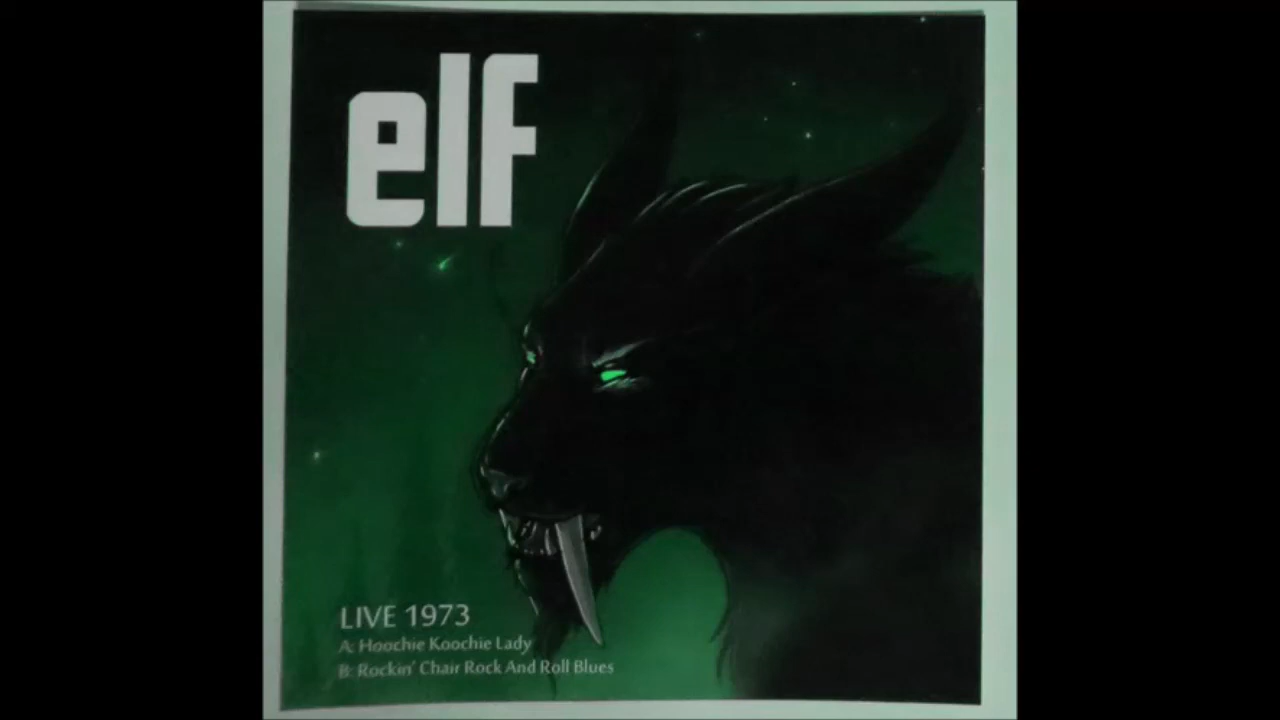 elf
LIVE 1973
A: Hoochie Koochie Lady
B: Rockin' Chair Rock And Roll Blues